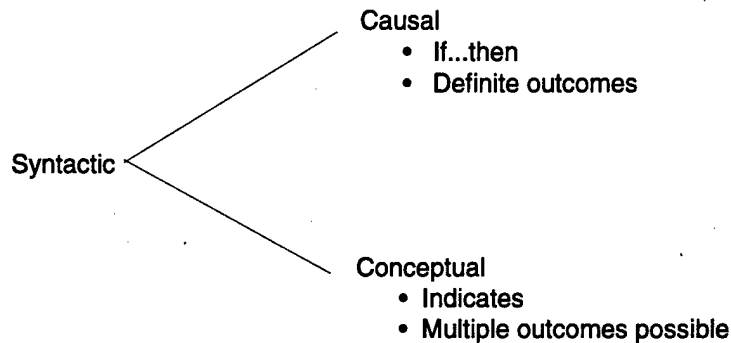 Causal
• If...then
• Definite outcomes
Syntactic
Conceptual
• Indicates
• Multiple outcomes possible